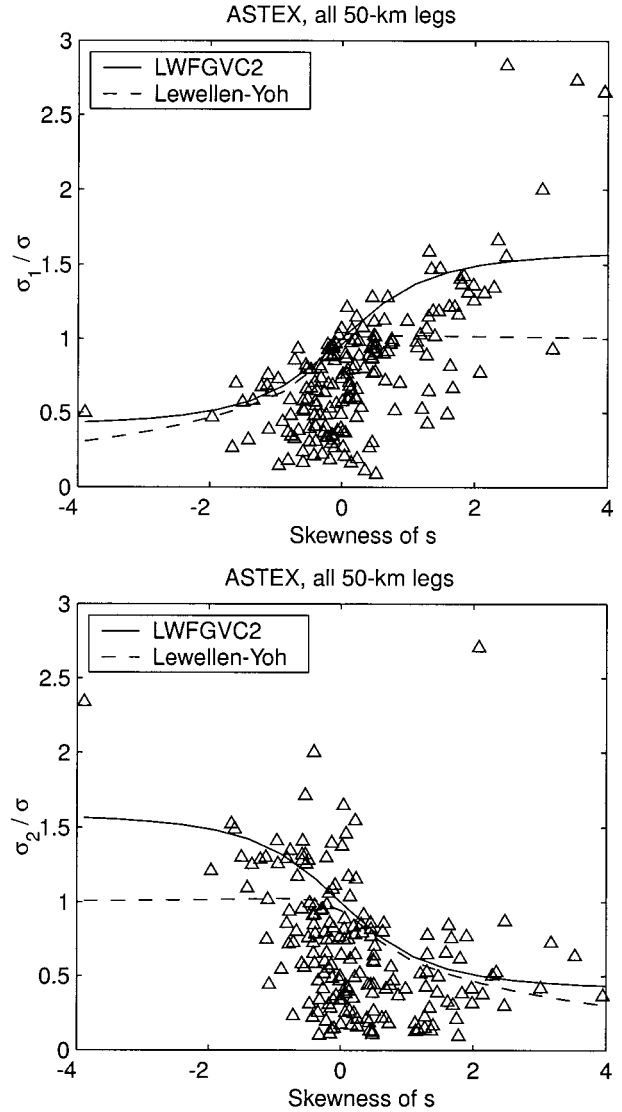 ASTEX, all 50-km legs
3
LWFGVC2
Lewellen-Yoh
2.5
2
σ1 / σ
1.5
1
0.5
0
-4 -2 0 2 4
Skewness of s
ASTEX, all 50-km legs
3
LWFGVC2
Lewellen-Yoh
2.5
2
σ2 / σ
1.5
1
0.5
0
-4 -2 0 2 4
Skewness of s